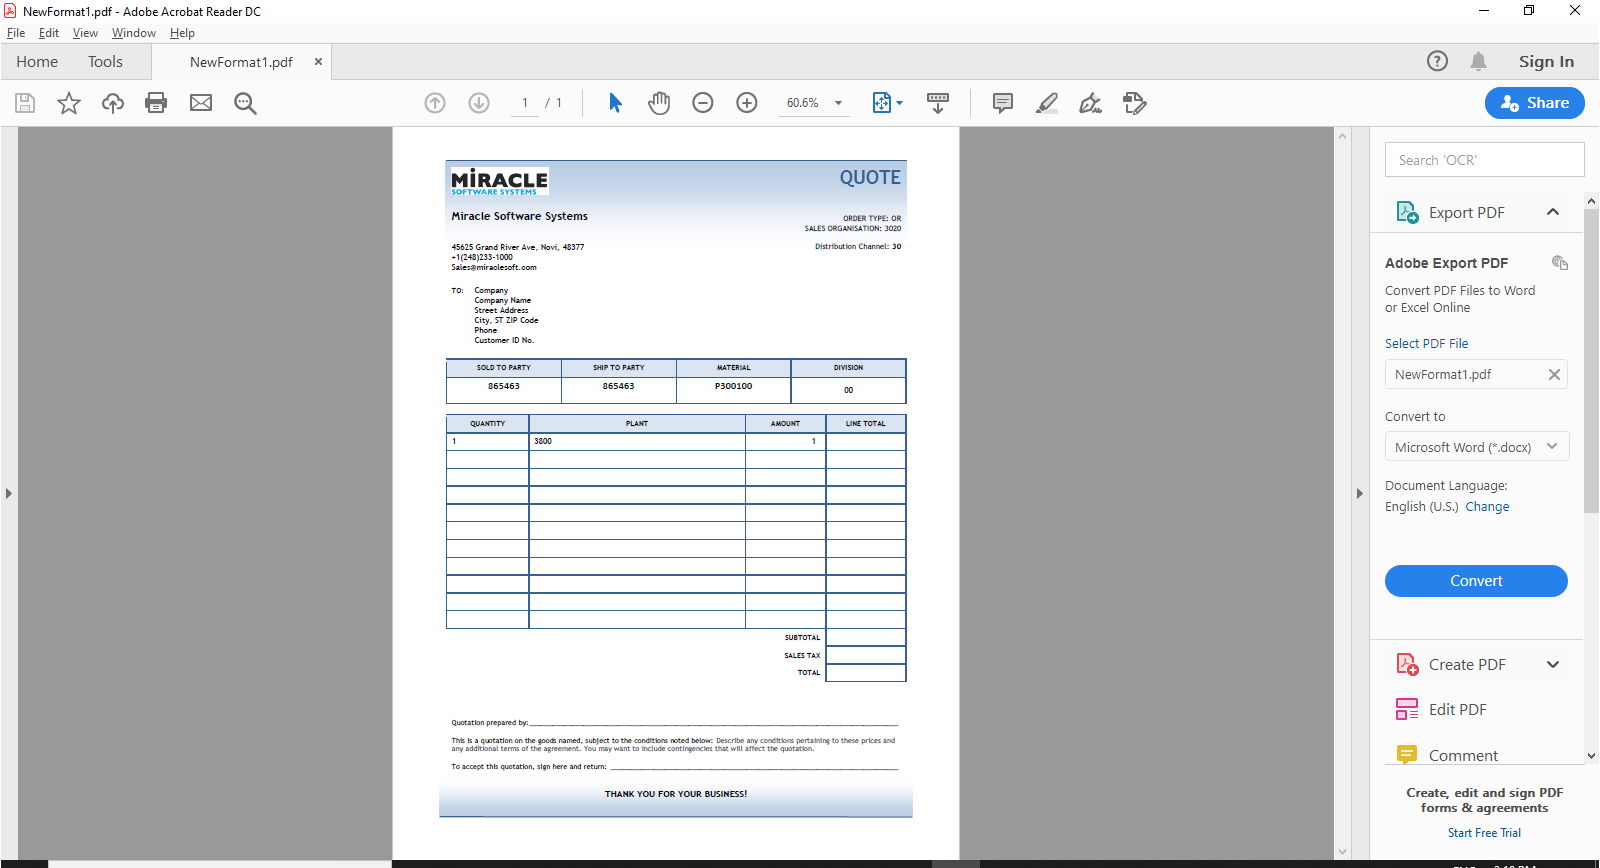 NewFormat1.pdf - Adobe Acrobat Reader DC
File Edit View Window Help
Home Tools NewFormat1.pdf × ? Sign In
1 / 1 60.6% Share
MiRACLE
SOFTWARE SYSTEMS
QUOTE
Miracle Software Systems
ORDER TYPE: OR
SALES ORGANISATION: 3020
Distribution Channel: 30
45625 Grand River Ave, Novi, 48377
+1(248)233-1000
Sales@miraclesoft.com
TO: Company
Company Name
Street Address
City, ST ZIP Code
Phone
Customer ID No.
SOLD TO PARTY SHIP TO PARTY MATERIAL DIVISION
865463 865463 P300100 00
QUANTITY PLANT AMOUNT LINE TOTAL
1 3800 1
SUBTOTAL
SALES TAX
TOTAL
Quotation prepared by:
This is a quotation on the goods named, subject to the conditions noted below: Describe any conditions pertaining to these prices and
any additional terms of the agreement. You may want to include contingencies that will affect the quotation.
To accept this quotation, sign here and return:
THANK YOU FOR YOUR BUSINESS!
Search 'OCR'
Export PDF
Adobe Export PDF
Convert PDF Files to Word
or Excel Online
Select PDF File
NewFormat1.pdf
Convert to
Microsoft Word (*.docx)
Document Language:
English (U.S.) Change
Convert
Create PDF
Edit PDF
Comment
Create, edit and sign PDF
forms & agreements
Start Free Trial